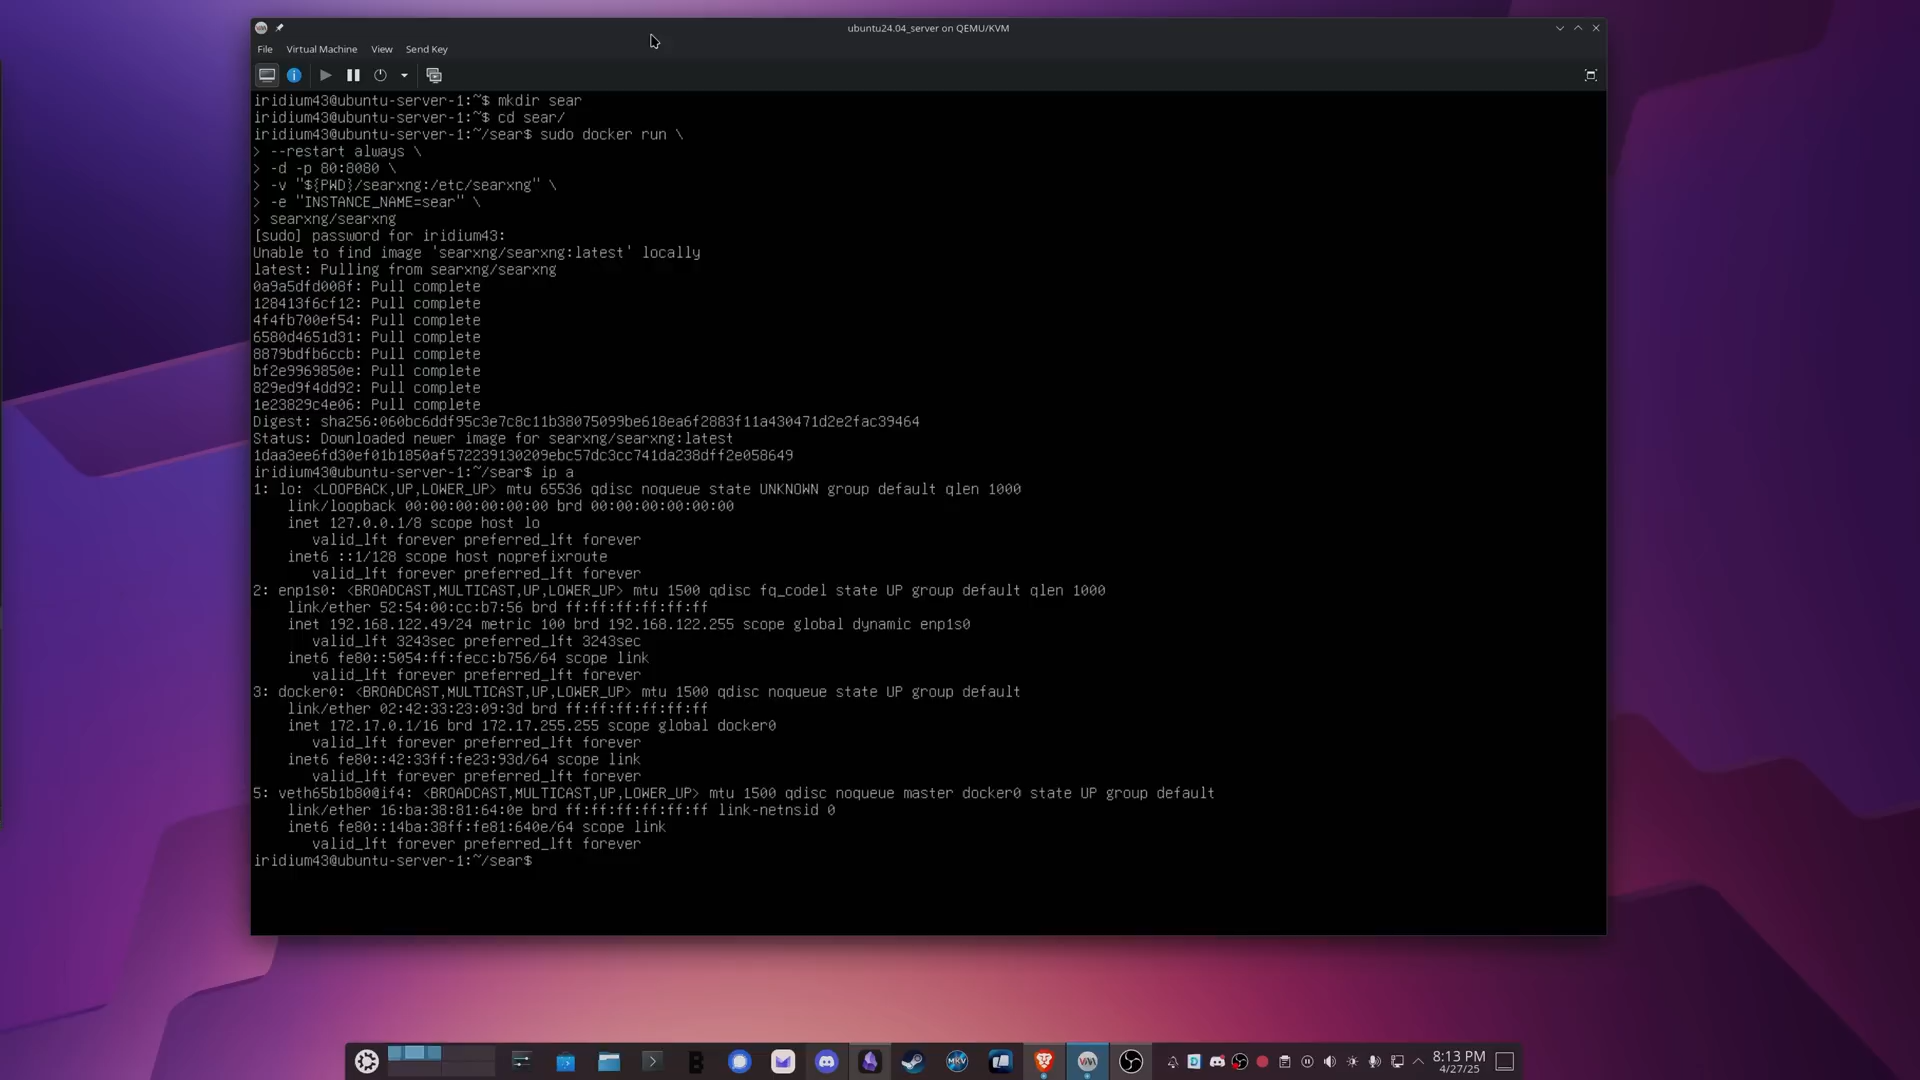 ubuntu24.04_server on QEMU/KVM
File Virtual Machine View Send Key
iridium43@ubuntu-server-1:~$ mkdir sear
iridium43@ubuntu-server-1:~$ cd sear/
iridium43@ubuntu-server-1:~/sear$ sudo docker run \
> --restart always \
> -d -p 80:8080 \
> -v "${PWD}/searxng:/etc/searxng" \
> -e "INSTANCE_NAME=sear" \
> searxng/searxng
[sudo] password for iridium43:
Unable to find image 'searxng/searxng:latest' locally
latest: Pulling from searxng/searxng
0a9a5dfd008f: Pull complete
128413f6cf12: Pull complete
4f4fb700ef54: Pull complete
6580d4651d31: Pull complete
8879bdfb6ccb: Pull complete
bf2e9969850e: Pull complete
829ed9f4dd92: Pull complete
1e23829c4e06: Pull complete
Digest: sha256:060bc6ddf95c3e7c8c11b38075099be618ea6f2883f11a430471d2e2fac39464
Status: Downloaded newer image for searxng/searxng:latest
1daa3ee6fd30ef01b1850af572239130209ebc57dc3cc741da238dff2e058649
iridium43@ubuntu-server-1:~/sear$ ip a
1: lo: <LOOPBACK,UP,LOWER_UP> mtu 65536 qdisc noqueue state UNKNOWN group default qlen 1000
    link/loopback 00:00:00:00:00:00 brd 00:00:00:00:00:00
    inet 127.0.0.1/8 scope host lo
       valid_lft forever preferred_lft forever
    inet6 ::1/128 scope host noprefixroute
       valid_lft forever preferred_lft forever
2: enp1s0: <BROADCAST,MULTICAST,UP,LOWER_UP> mtu 1500 qdisc fq_codel state UP group default qlen 1000
    link/ether 52:54:00:cc:b7:56 brd ff:ff:ff:ff:ff:ff
    inet 192.168.122.49/24 metric 100 brd 192.168.122.255 scope global dynamic enp1s0
       valid_lft 3243sec preferred_lft 3243sec
    inet6 fe80::5054:ff:fecc:b756/64 scope link
       valid_lft forever preferred_lft forever
3: docker0: <BROADCAST,MULTICAST,UP,LOWER_UP> mtu 1500 qdisc noqueue state UP group default
    link/ether 02:42:33:23:09:3d brd ff:ff:ff:ff:ff:ff
    inet 172.17.0.1/16 brd 172.17.255.255 scope global docker0
       valid_lft forever preferred_lft forever
    inet6 fe80::42:33ff:fe23:93d/64 scope link
       valid_lft forever preferred_lft forever
5: veth65b1b80@if4: <BROADCAST,MULTICAST,UP,LOWER_UP> mtu 1500 qdisc noqueue master docker0 state UP group default
    link/ether 16:ba:38:81:64:0e brd ff:ff:ff:ff:ff:ff link-netnsid 0
    inet6 fe80::14ba:38ff:fe81:640e/64 scope link
       valid_lft forever preferred_lft forever
iridium43@ubuntu-server-1:~/sear$
MKV
8:13 PM
4/27/25